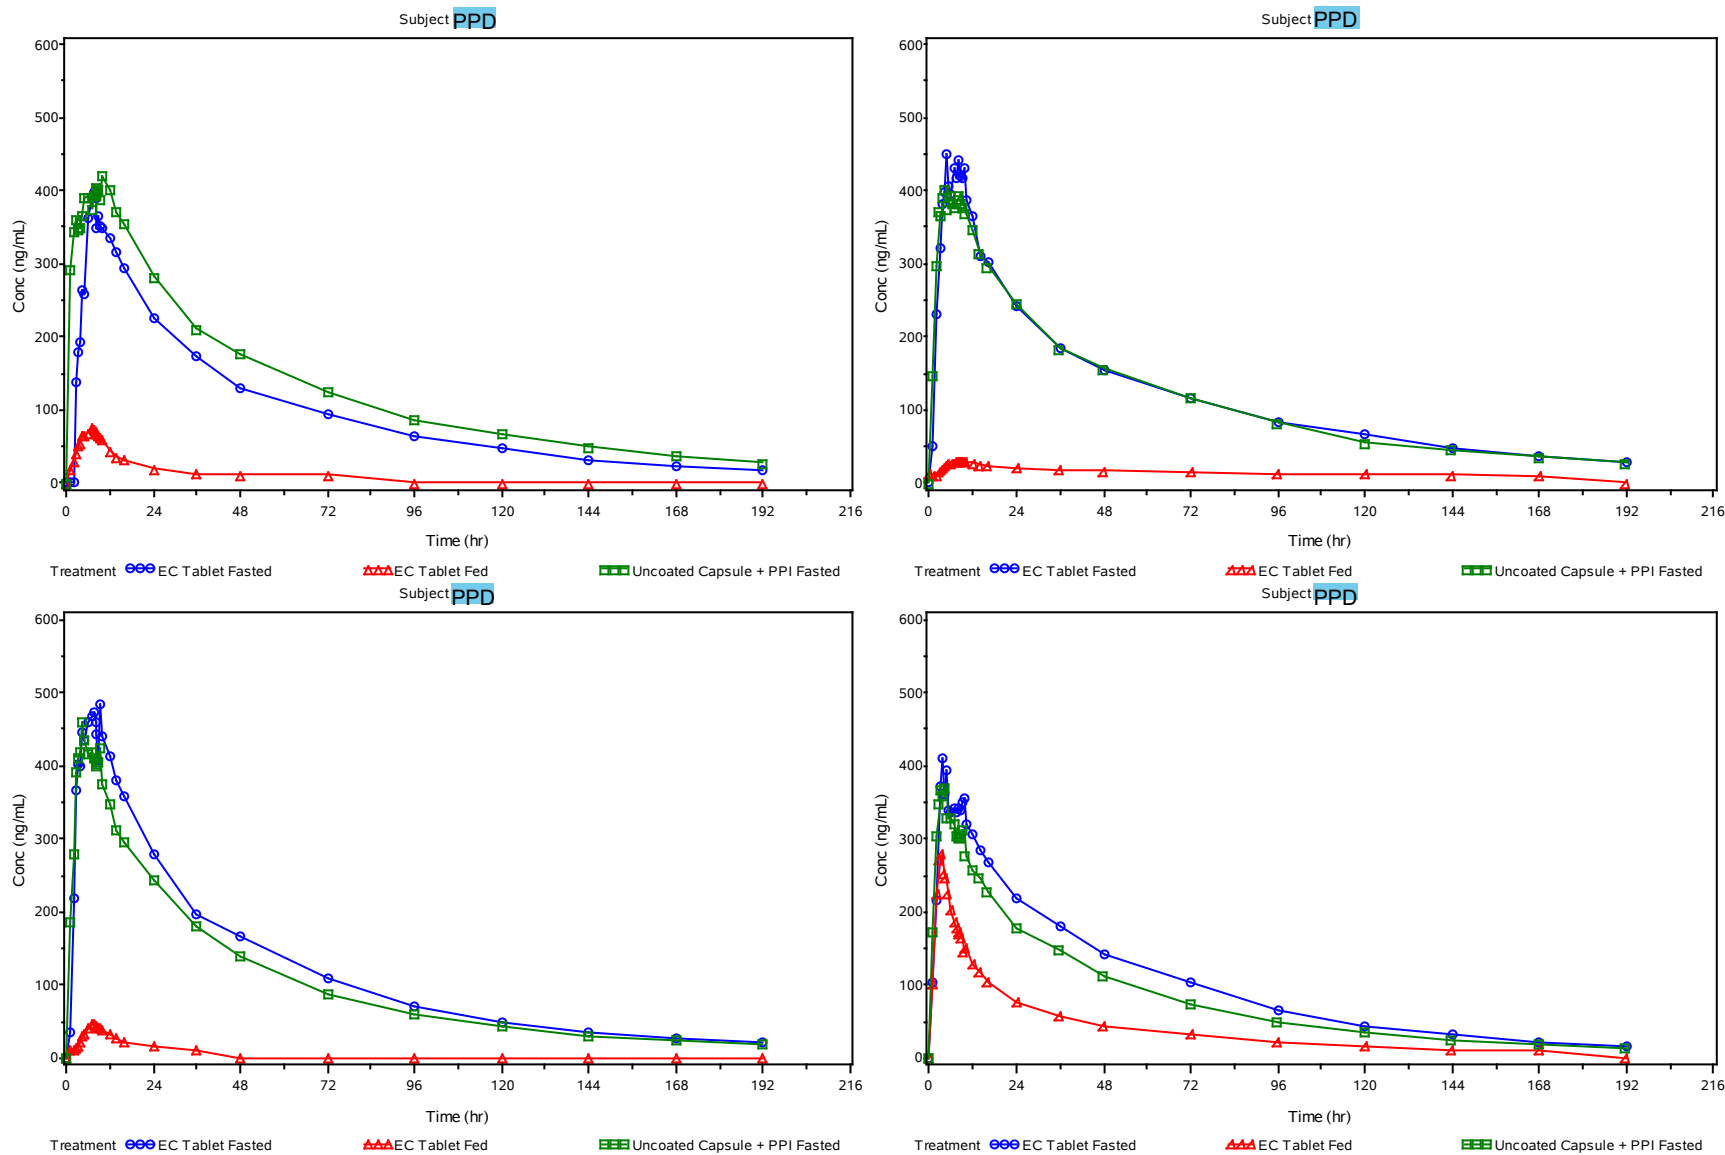 Subject PPD
600
500
400
300
200
100
0
Conc (ng/mL)
0 24 48 72 96 120 144 168 192 216
Time (hr)
Treatment EC Tablet Fasted EC Tablet Fed Uncoated Capsule + PPI Fasted
Subject PPD
600
500
400
300
200
100
0
Conc (ng/mL)
0 24 48 72 96 120 144 168 192 216
Time (hr)
Treatment EC Tablet Fasted EC Tablet Fed Uncoated Capsule + PPI Fasted
Subject PPD
600
500
400
300
200
100
0
Conc (ng/mL)
0 24 48 72 96 120 144 168 192 216
Time (hr)
Treatment EC Tablet Fasted EC Tablet Fed Uncoated Capsule + PPI Fasted
Subject PPD
600
500
400
300
200
100
0
Conc (ng/mL)
0 24 48 72 96 120 144 168 192 216
Time (hr)
Treatment EC Tablet Fasted EC Tablet Fed Uncoated Capsule + PPI Fasted